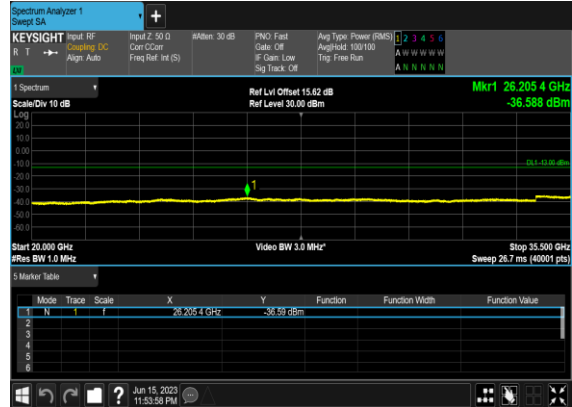 Spectrum Analyzer 1
Swept SA
+
KEYSIGHT Input: RF Input Z: 50 Ω #Atten: 30 dB PNO: Fast Avg Type: Power (RMS) 1 2 3 4 5 6
R T Coupling: DC Corr CCorr Gate: Off Avg|Hold: 100/100 A W W W W W
Align: Auto Freq Ref: Int (S) IF Gain: Low Trig: Free Run
Sig Track: Off A N N N N N
1 Spectrum Ref Lvl Offset 15.62 dB Mkr1 26.205 4 GHz
Scale/Div 10 dB Ref Level 30.00 dBm -36.588 dBm
Log
20.0
10.0
0.00
-10.0 DL1 -13.00 dBm
-20.0
-30.0 1
-40.0
-50.0
-60.0
Start 20.000 GHz Video BW 3.0 MHz* Stop 35.500 GHz
#Res BW 1.0 MHz Sweep 26.7 ms (40001 pts)
5 Marker Table
Mode Trace Scale X Y Function Function Width Function Value
1 N 1 f 26.205 4 GHz -36.59 dBm
2
3
4
5
6
? Jun 15, 2023
11:53:58 PM